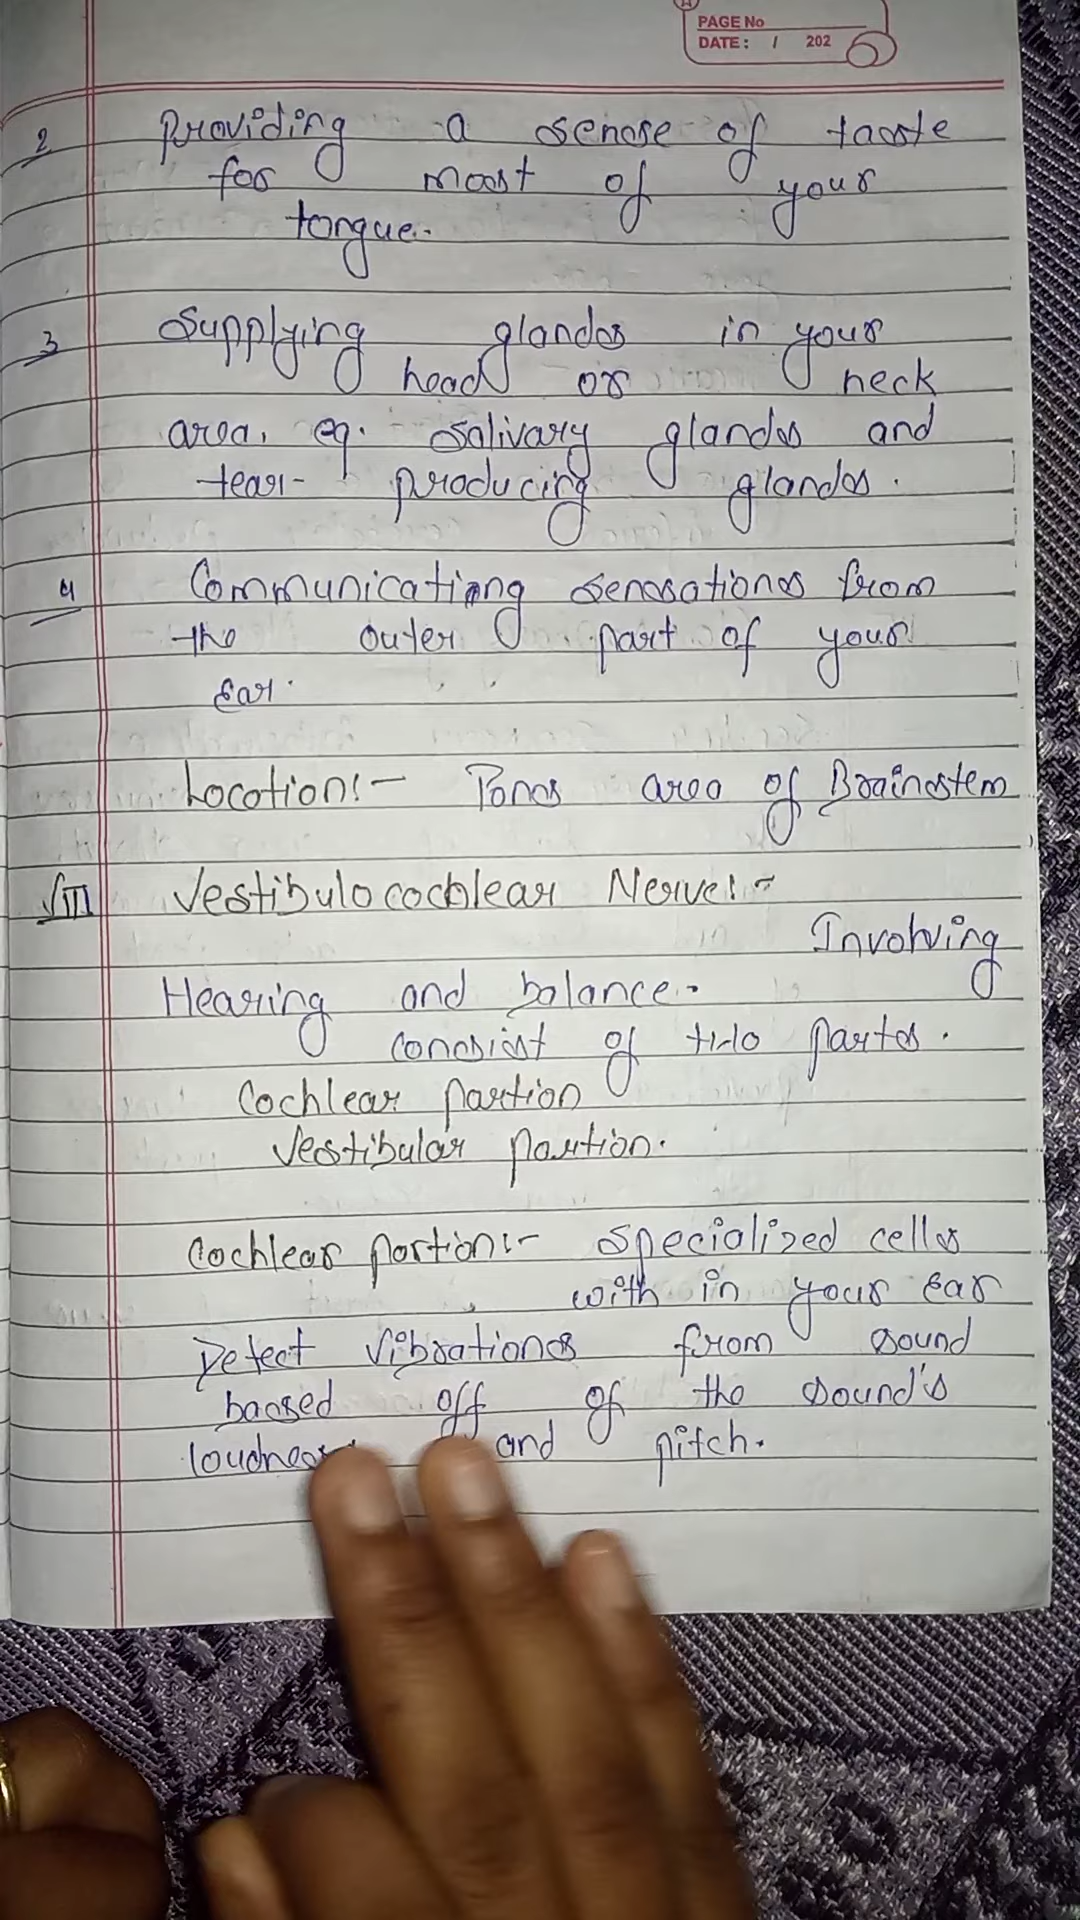 PAGE No
DATE: / 202
2 Providing a sense of taste
for most of your
tongue.
3 Supplying glands in your
head or neck
area. eg. salivary glands and
tear- producing glands.
4 Communicationg sensations from
the outer part of your
Ear.
Location:- Pons area of Brainstem
VIII Vestibulocochlear Nerve:-
Involving
Hearing and balance.
consist of two parts.
Cochlear portion
Vestibular portion.
Cochlear portion:- specialized cells
with in your Ear
Detect vibrations from sound
based off of the sound's
loudness and pitch.